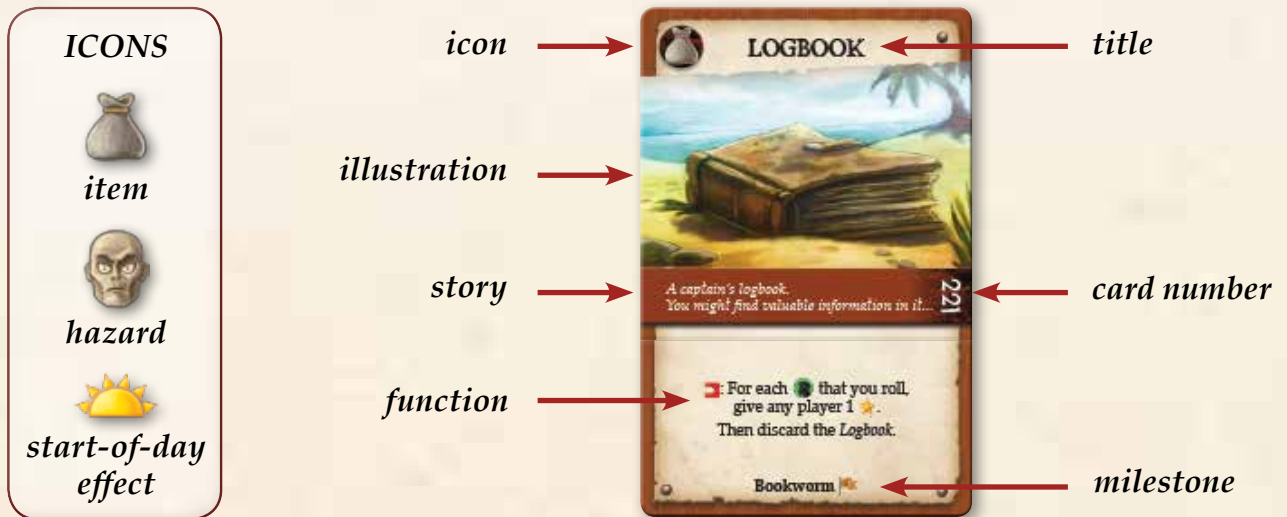 ICONS
item
hazard
start-of-day
effect
icon
illustration
story
function
LOGBOOK
A captain's logbook.
You might find valuable information in it...
221
: For each that you roll,
give any player 1 .
Then discard the Logbook.
Bookworm
title
card number
milestone